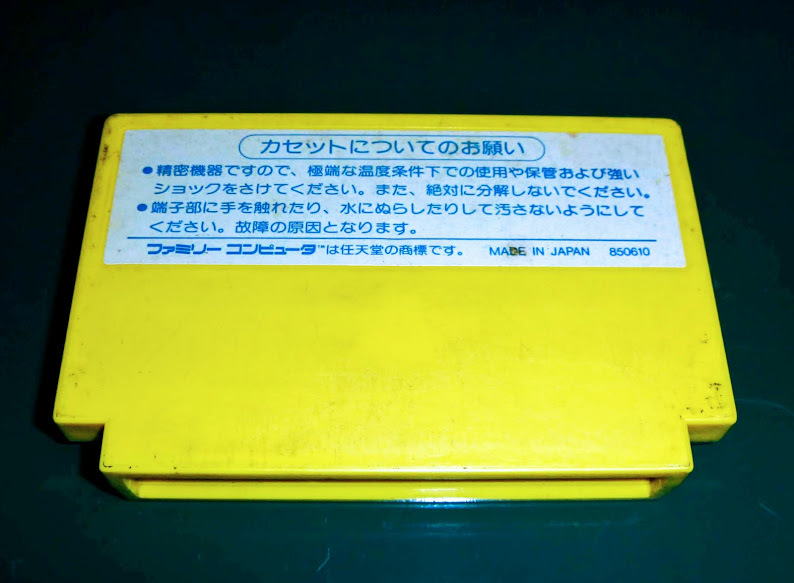 カセットについてのお願い
●精密機器ですので、極端な温度条件下での使用や保管および強い
ショックをさけてください。また、絶対に分解しないでください。
●端子部に手を触れたり、水にぬらしたりして汚さないようにして
ください。故障の原因となります。
ファミリー コンピュータ™は任天堂の商標です。 MADE IN JAPAN 850610